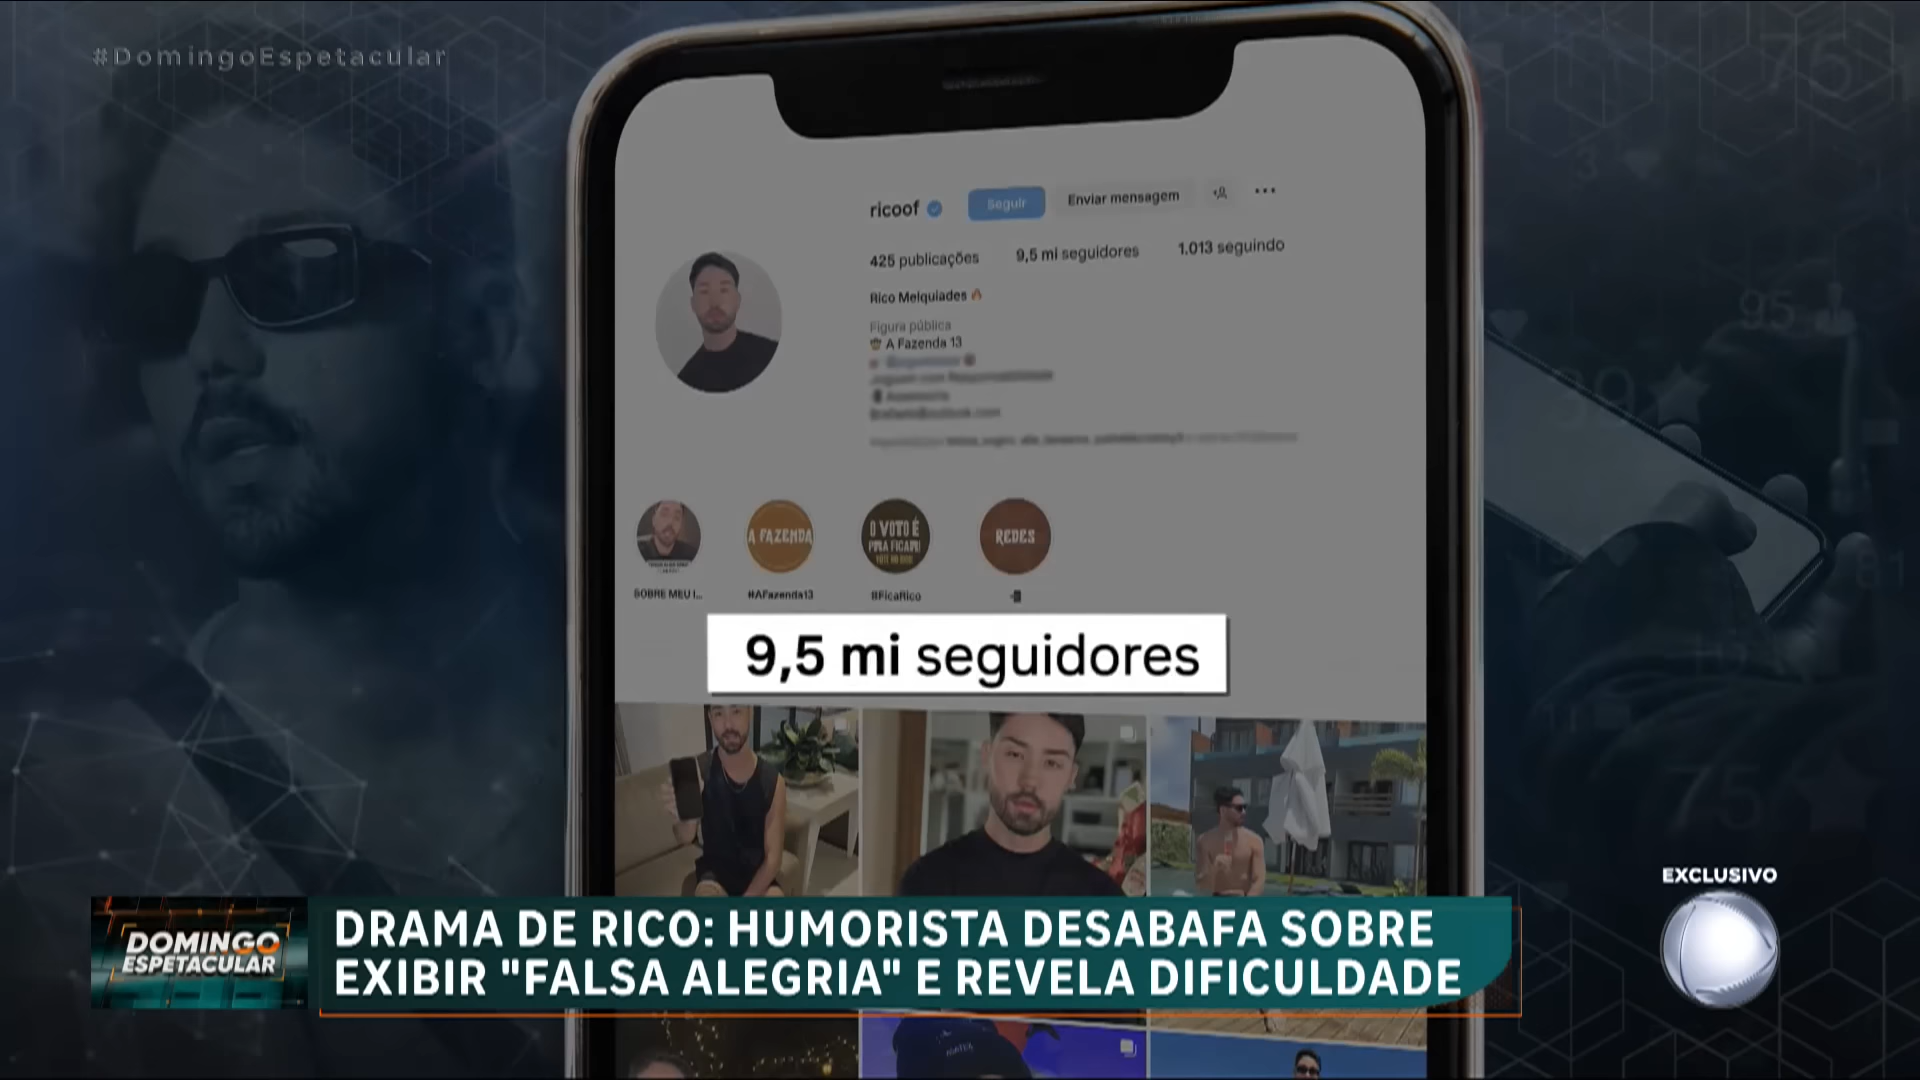 #DomingoEspetacular
ricoof
Seguir
Enviar mensagem
425 publicações
9,5 mi seguidores
1.013 seguindo
Rico Melquiades
Figura pública
A Fazenda 13
A FAZENDA
O VOTO É
PRA FICAR!
REDES
SOBRE MEU I...
#AFazenda13
#FicaRico
9,5 mi seguidores
EXCLUSIVO
DOMINGO
ESPETACULAR
DRAMA DE RICO: HUMORISTA DESABAFA SOBRE
EXIBIR "FALSA ALEGRIA" E REVELA DIFICULDADE